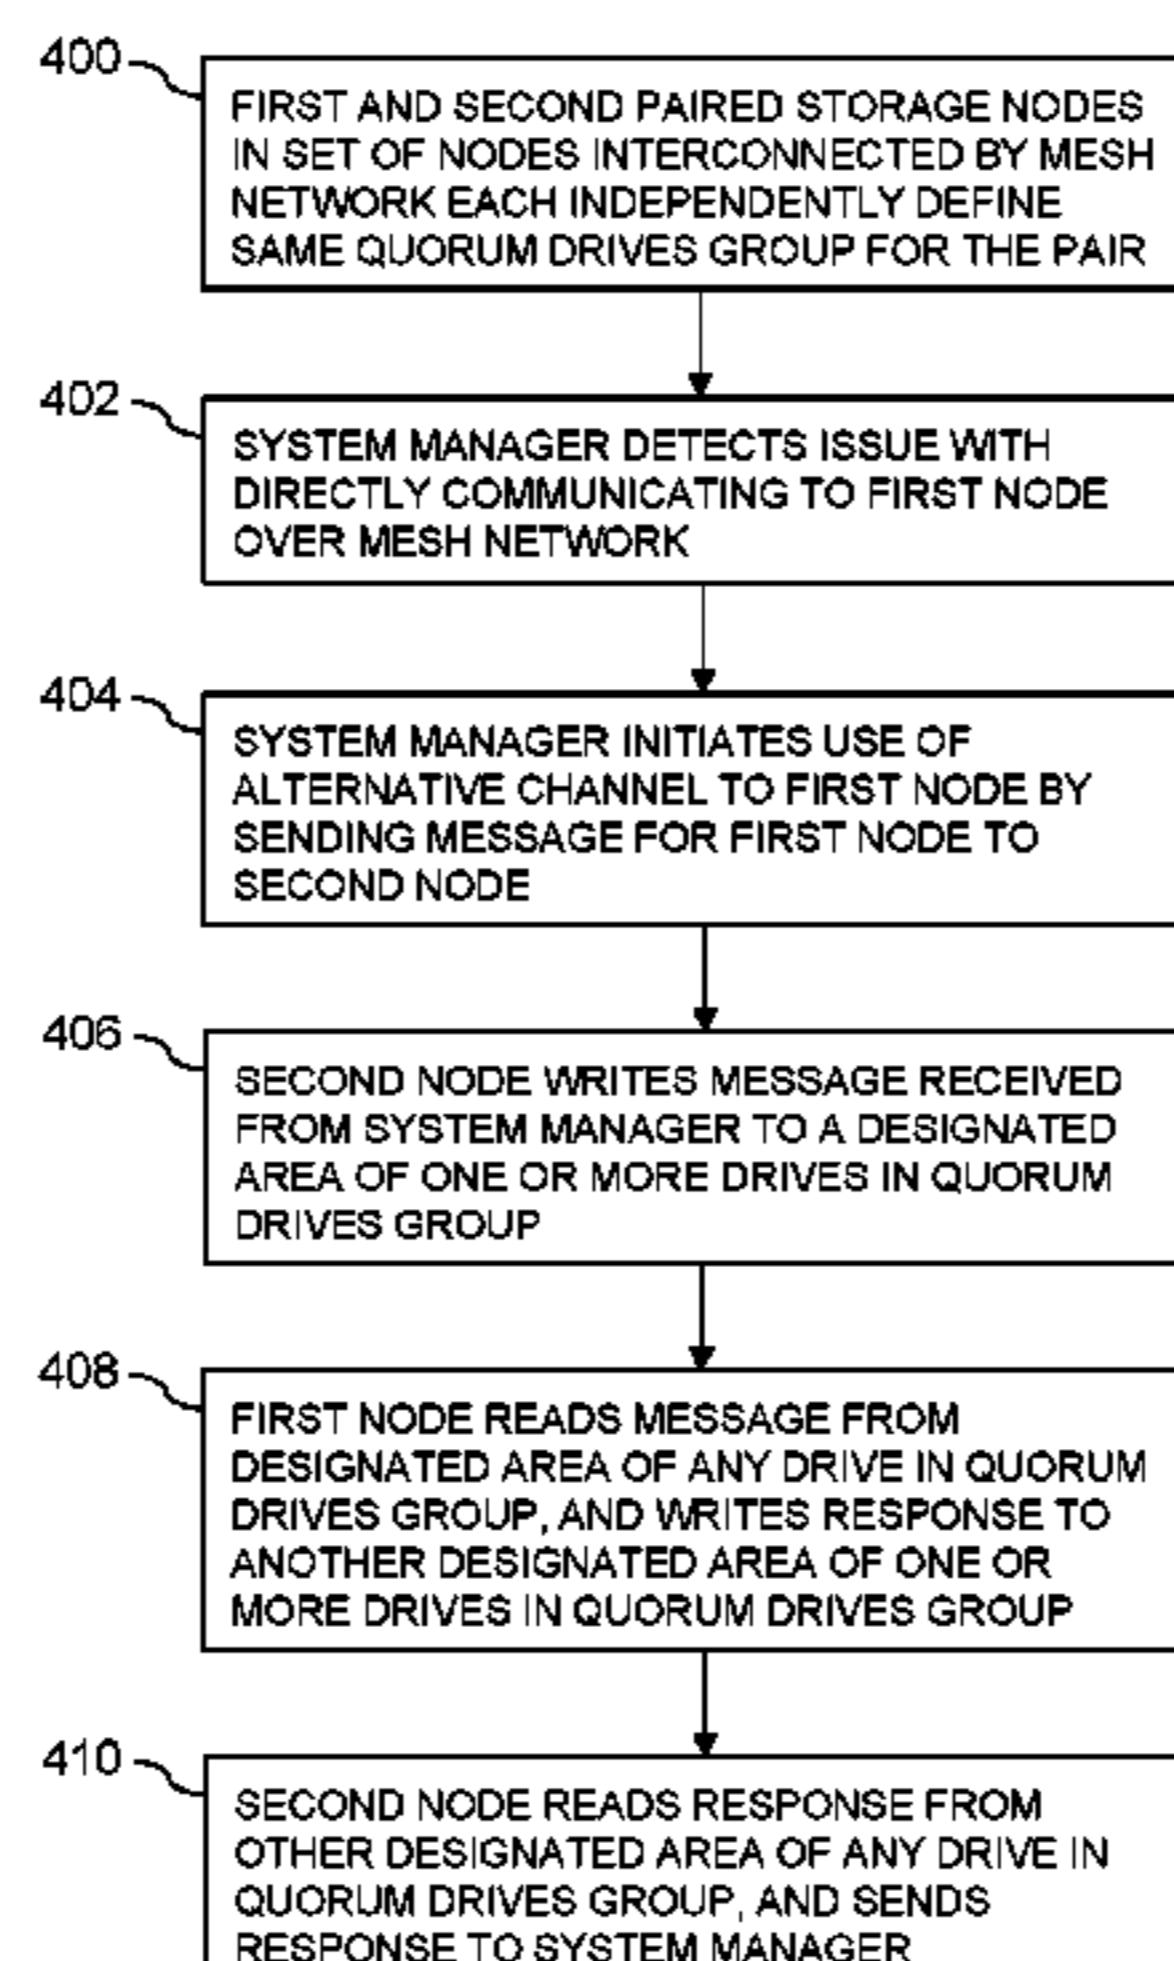 400
FIRST AND SECOND PAIRED STORAGE NODES
IN SET OF NODES INTERCONNECTED BY MESH
NETWORK EACH INDEPENDENTLY DEFINE
SAME QUORUM DRIVES GROUP FOR THE PAIR
402
SYSTEM MANAGER DETECTS ISSUE WITH
DIRECTLY COMMUNICATING TO FIRST NODE
OVER MESH NETWORK
404
SYSTEM MANAGER INITIATES USE OF
ALTERNATIVE CHANNEL TO FIRST NODE BY
SENDING MESSAGE FOR FIRST NODE TO
SECOND NODE
406
SECOND NODE WRITES MESSAGE RECEIVED
FROM SYSTEM MANAGER TO A DESIGNATED
AREA OF ONE OR MORE DRIVES IN QUORUM
DRIVES GROUP
408
FIRST NODE READS MESSAGE FROM
DESIGNATED AREA OF ANY DRIVE IN QUORUM
DRIVES GROUP, AND WRITES RESPONSE TO
ANOTHER DESIGNATED AREA OF ONE OR
MORE DRIVES IN QUORUM DRIVES GROUP
410
SECOND NODE READS RESPONSE FROM
OTHER DESIGNATED AREA OF ANY DRIVE IN
QUORUM DRIVES GROUP, AND SENDS
RESPONSE TO SYSTEM MANAGER